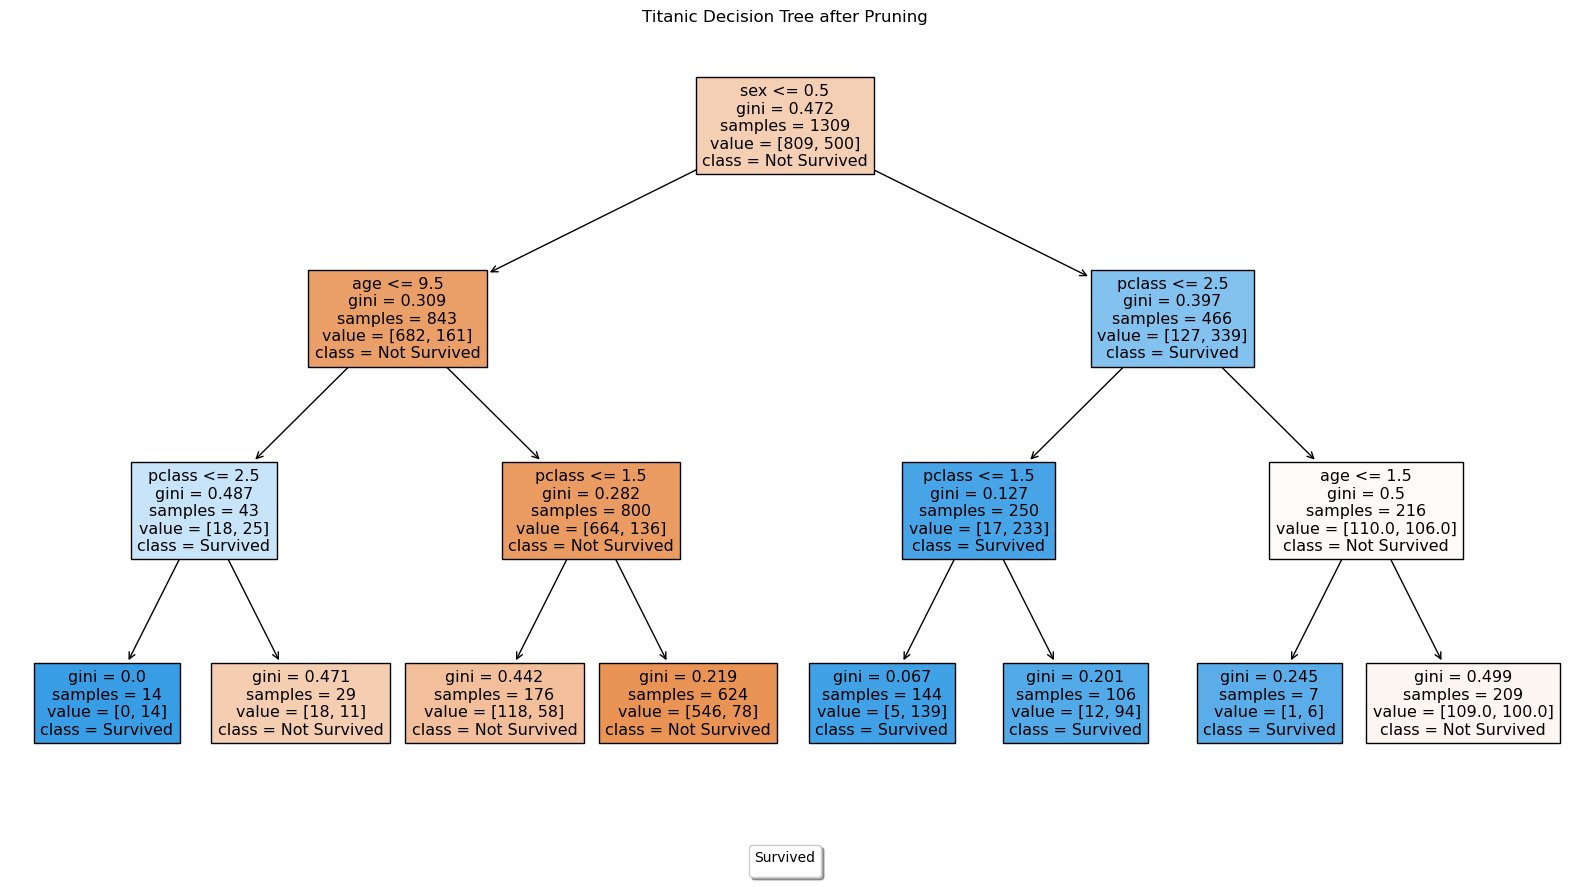 Titanic Decision Tree after Pruning
sex <= 0.5
gini = 0.472
samples = 1309
value = [809, 500]
class = Not Survived
age <= 9.5
gini = 0.309
samples = 843
value = [682, 161]
class = Not Survived
pclass <= 2.5
gini = 0.397
samples = 466
value = [127, 339]
class = Survived
pclass <= 2.5
gini = 0.487
samples = 43
value = [18, 25]
class = Survived
pclass <= 1.5
gini = 0.282
samples = 800
value = [664, 136]
class = Not Survived
pclass <= 1.5
gini = 0.127
samples = 250
value = [17, 233]
class = Survived
age <= 1.5
gini = 0.5
samples = 216
value = [110.0, 106.0]
class = Not Survived
gini = 0.0
samples = 14
value = [0, 14]
class = Survived
gini = 0.471
samples = 29
value = [18, 11]
class = Not Survived
gini = 0.442
samples = 176
value = [118, 58]
class = Not Survived
gini = 0.219
samples = 624
value = [546, 78]
class = Not Survived
gini = 0.067
samples = 144
value = [5, 139]
class = Survived
gini = 0.201
samples = 106
value = [12, 94]
class = Survived
gini = 0.245
samples = 7
value = [1, 6]
class = Survived
gini = 0.499
samples = 209
value = [109.0, 100.0]
class = Not Survived
Survived